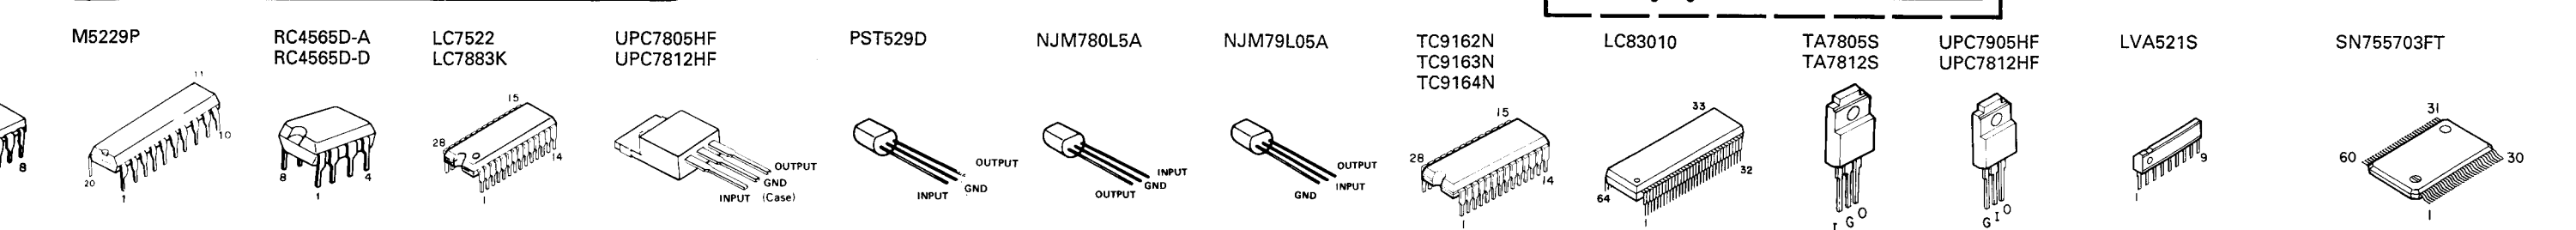 M5229P
11
10
20
1
8
RC4565D-A
RC4565D-D
8
4
1
LC7522
LC7883K
15
28
14
1
UPC7805HF
UPC7812HF
OUTPUT
GND
INPUT (Case)
PST529D
OUTPUT
GND
INPUT
NJM780L5A
INPUT
GND
OUTPUT
NJM79L05A
OUTPUT
INPUT
GND
TC9162N
TC9163N
TC9164N
15
28
14
1
LC83010
33
32
64
1
TA7805S
TA7812S
I G O
UPC7905HF
UPC7812HF
G I O
LVA521S
9
1
SN755703FT
31
60
30
1